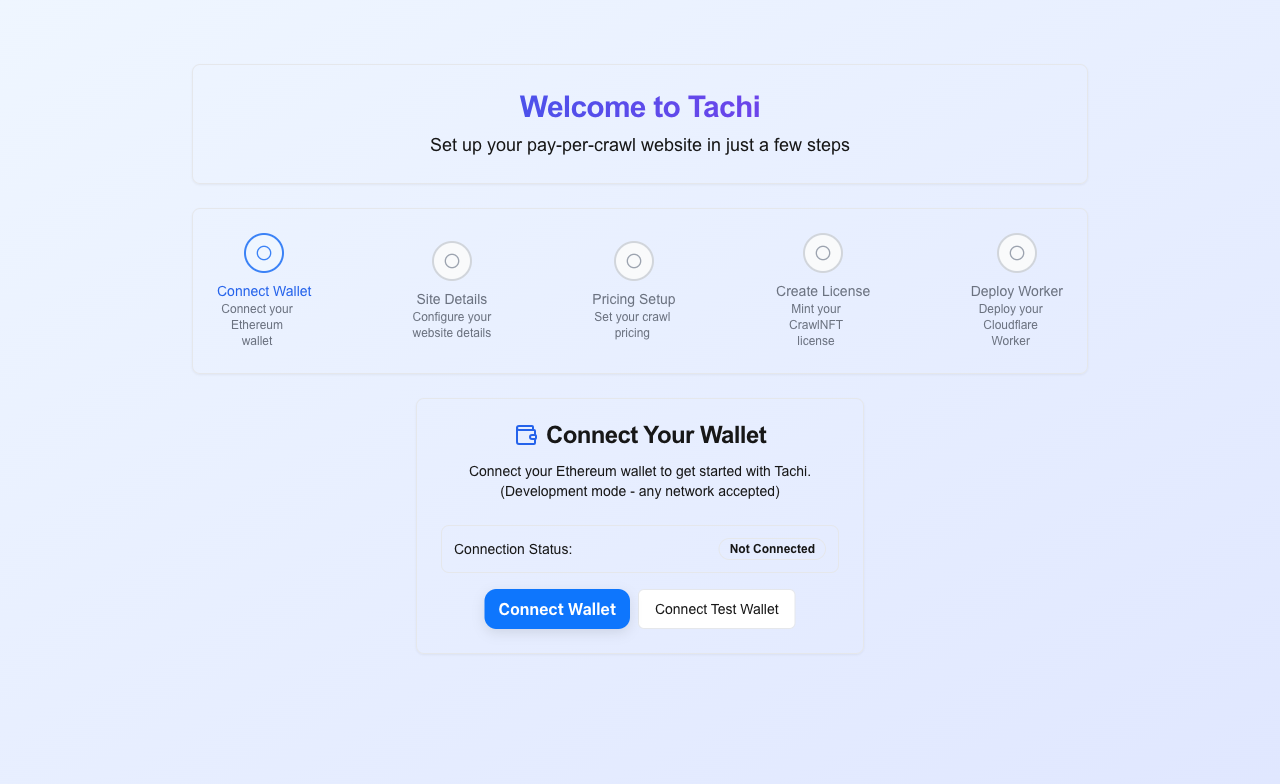 Welcome to Tachi
Set up your pay-per-crawl website in just a few steps
Connect Wallet
Connect your
Ethereum
wallet
Site Details
Configure your
website details
Pricing Setup
Set your crawl
pricing
Create License
Mint your
CrawlNFT
license
Deploy Worker
Deploy your
Cloudflare
Worker
Connect Your Wallet
Connect your Ethereum wallet to get started with Tachi.
(Development mode - any network accepted)
Connection Status:
Not Connected
Connect Wallet
Connect Test Wallet